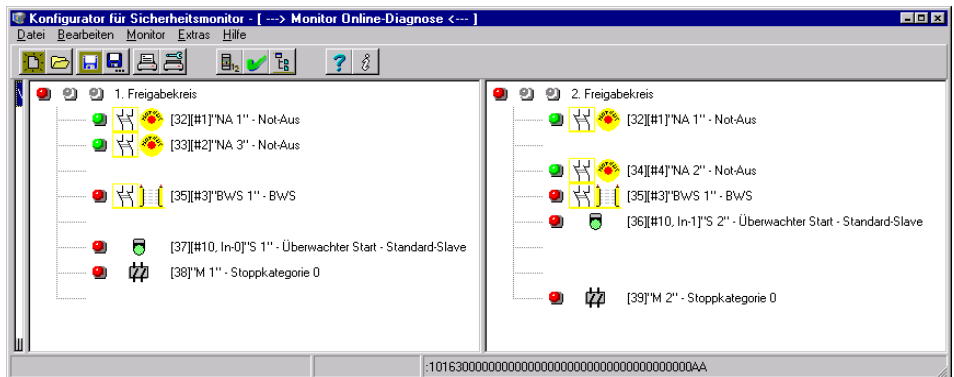 Konfigurator für Sicherheitsmonitor - [ ---> Monitor Online-Diagnose <--- ]
Datei Bearbeiten Monitor Extras Hilfe
1. Freigabekreis
[32][#1]"NA 1" - Not-Aus
[33][#2]"NA 3" - Not-Aus
[35][#3]"BWS 1" - BWS
[37][#10, In-0]"S 1" - Überwachter Start - Standard-Slave
[38]"M 1" - Stoppkategorie 0
2. Freigabekreis
[32][#1]"NA 1" - Not-Aus
[34][#4]"NA 2" - Not-Aus
[35][#3]"BWS 1" - BWS
[36][#10, In-1]"S 2" - Überwachter Start - Standard-Slave
[39]"M 2" - Stoppkategorie 0